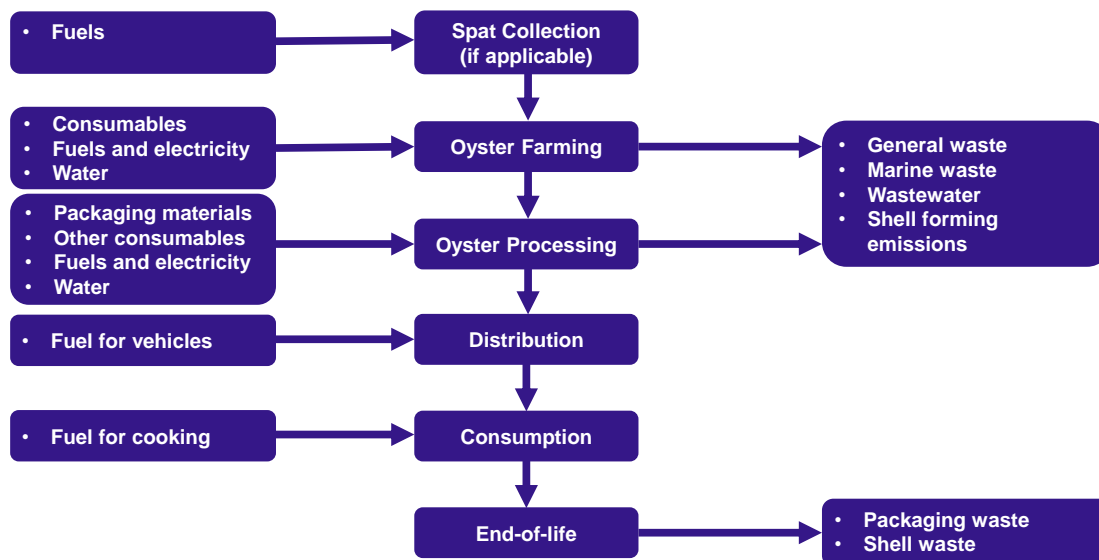 • Fuels
Spat Collection
(if applicable)
• Consumables
• Fuels and electricity
• Water
Oyster Farming
• General waste
• Marine waste
• Wastewater
• Shell forming
emissions
• Packaging materials
• Other consumables
• Fuels and electricity
• Water
Oyster Processing
• Fuel for vehicles
Distribution
• Fuel for cooking
Consumption
End-of-life
• Packaging waste
• Shell waste